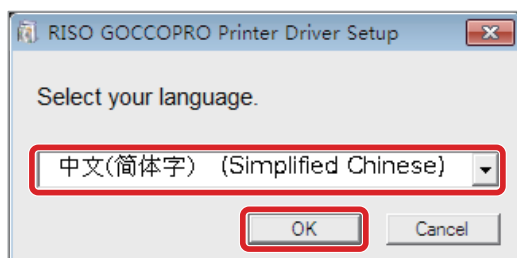 RISO GOCCOPRO Printer Driver Setup
Select your language.
中文(简体字) (Simplified Chinese)
OK Cancel